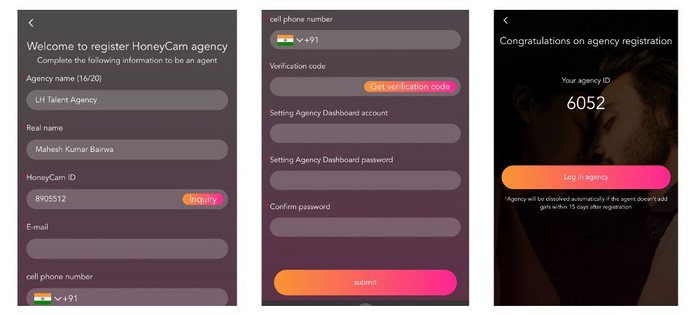 Welcome to register HoneyCam agency
Complete the following information to be an agent
*Agency name (16/20)
LH Talent Agency
*Real name
Mahesh Kumar Bairwa
*HoneyCam ID
8905512
Inquiry
*E-mail
*cell phone number
+91
*cell phone number
+91
*Verification code
Get verification code
*Setting Agency Dashboard account
*Setting Agency Dashboard password
*Confirm password
submit
Congratulations on agency registration
Your agency ID
6052
Log in agency
*Agency will be dissolved automatically if the agent doesn't add
girls within 15 days after registration